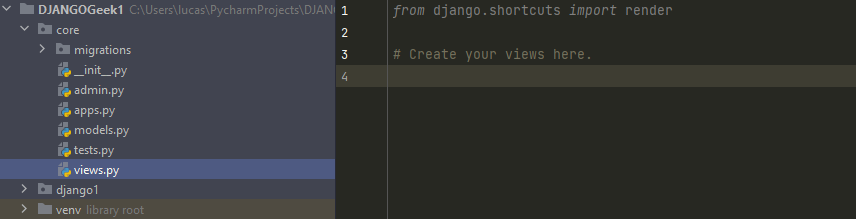 DJANGOGeek1 C:\Users\lucas\PycharmProjects\DJANG
core
migrations
__init__.py
admin.py
apps.py
models.py
tests.py
views.py
django1
venv library root
1 from django.shortcuts import render
2
3 # Create your views here.
4